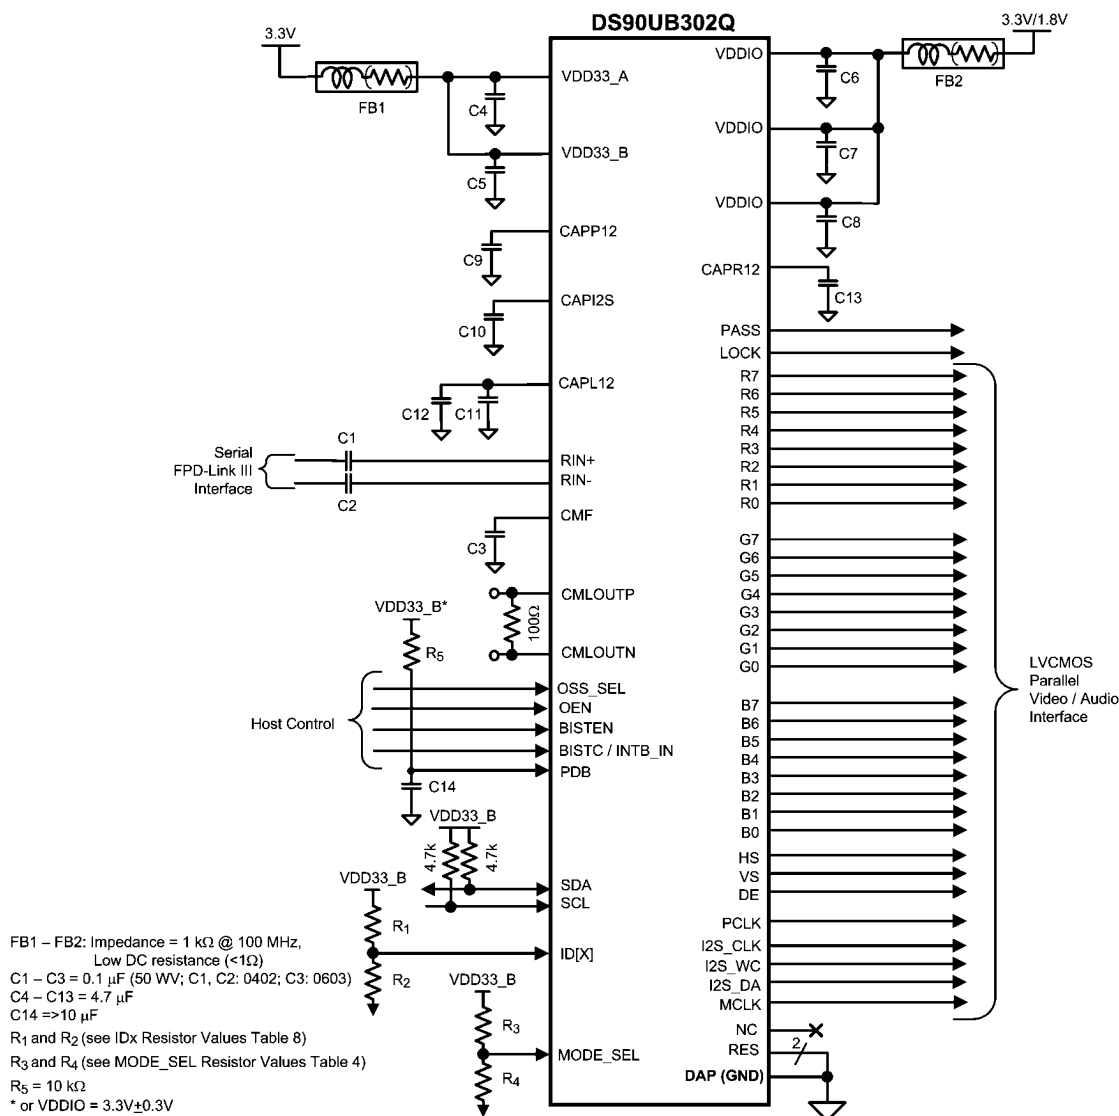 DS90UB302Q
3.3V
FB1
VDD33_A
C4
VDD33_B
C5
CAPP12
C9
CAPI2S
C10
CAPL12
C12
C11
Serial
FPD-Link III
Interface
C1
C2
RIN+
RIN-
CMF
C3
CMLOUTP
100Ω
CMLOUTN
VDD33_B*
R5
Host Control
OSS_SEL
OEN
BISTEN
BISTC / INTB_IN
PDB
C14
VDD33_B
4.7k
4.7k
SDA
SCL
VDD33_B
R1
R2
ID[X]
VDD33_B
R3
R4
MODE_SEL
3.3V/1.8V
FB2
VDDIO
C6
VDDIO
C7
VDDIO
C8
CAPR12
C13
PASS
LOCK
R7
R6
R5
R4
R3
R2
R1
R0
G7
G6
G5
G4
G3
G2
G1
G0
B7
B6
B5
B4
B3
B2
B1
B0
HS
VS
DE
PCLK
I2S_CLK
I2S_WC
I2S_DA
MCLK
LVCMOS
Parallel
Video / Audio
Interface
NC
RES
2
DAP (GND)
FB1 – FB2: Impedance = 1 kΩ @ 100 MHz,
Low DC resistance (<1Ω)
C1 – C3 = 0.1 μF (50 WV; C1, C2: 0402; C3: 0603)
C4 – C13 = 4.7 μF
C14 =>10 μF
R1 and R2 (see IDx Resistor Values Table 8)
R3 and R4 (see MODE_SEL Resistor Values Table 4)
R5 = 10 kΩ
* or VDDIO = 3.3V±0.3V